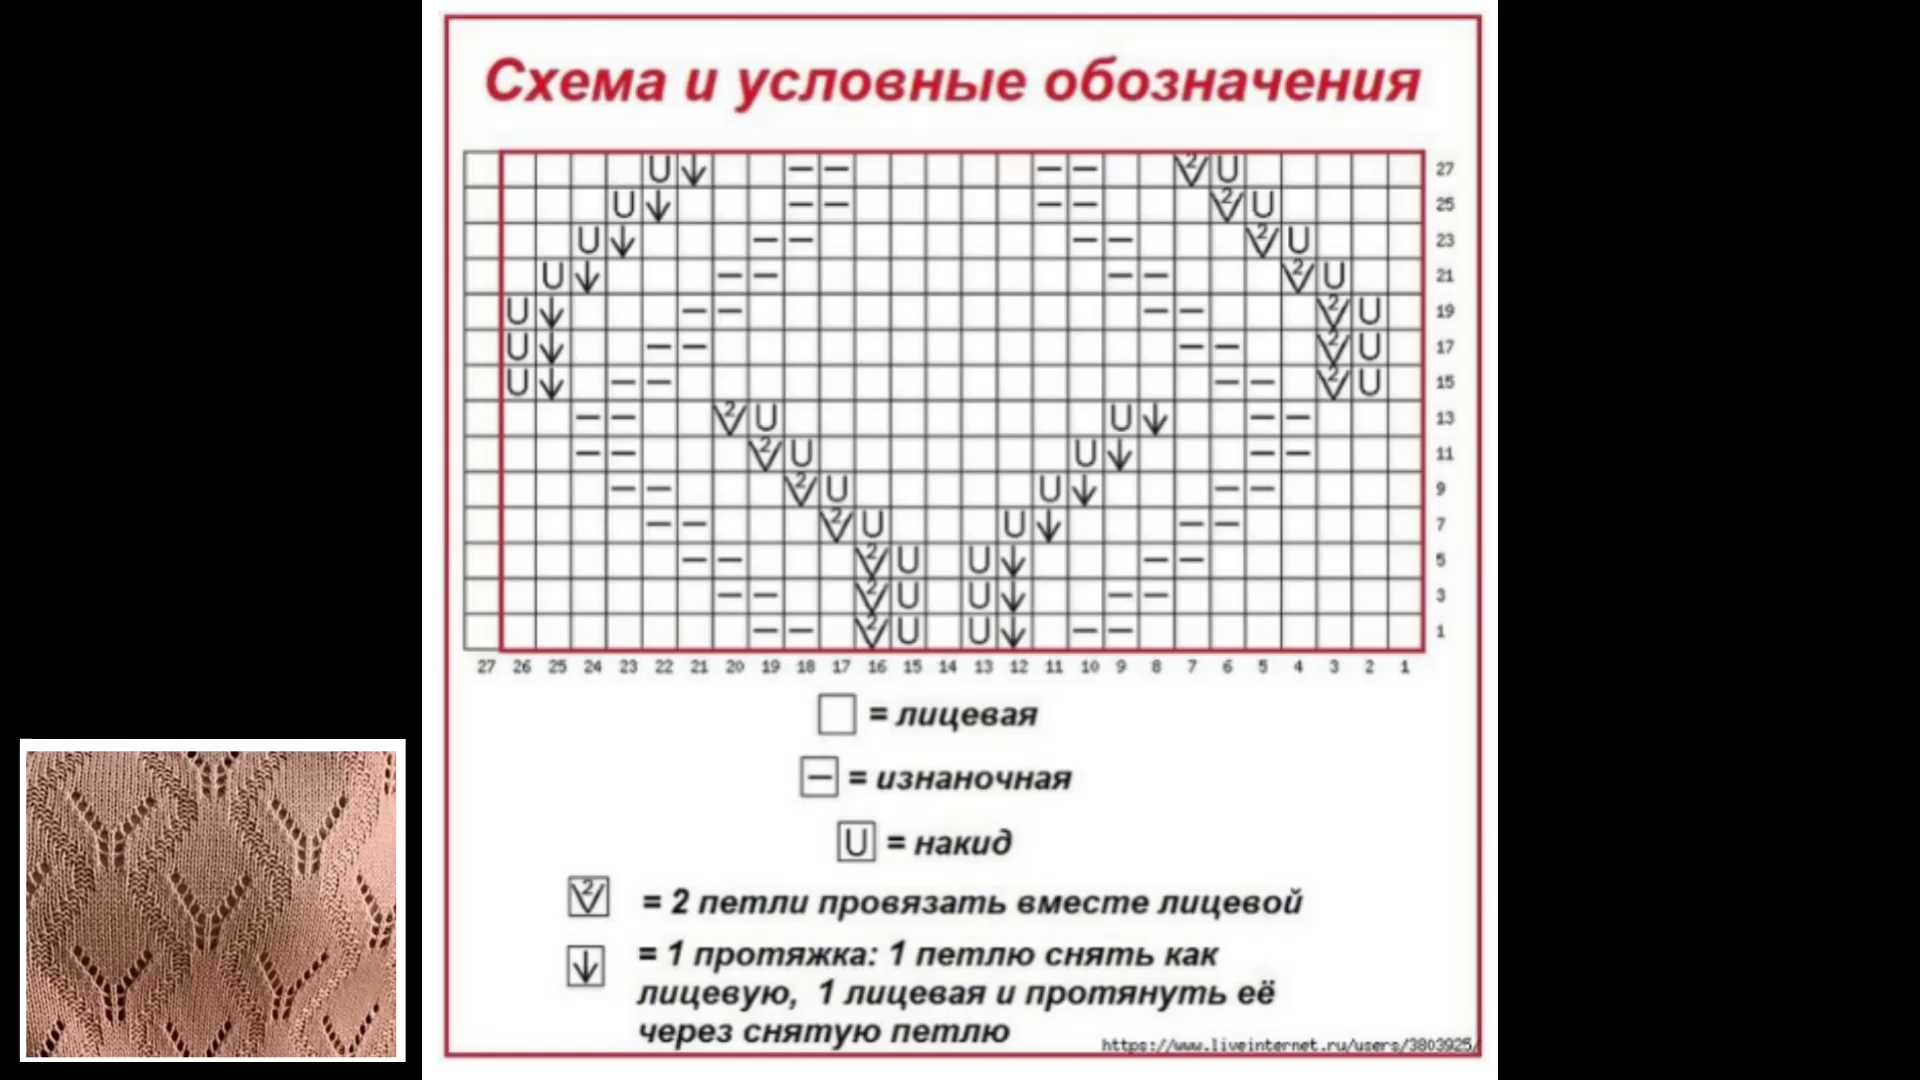 Схема и условные обозначения
27
25
23
21
19
17
15
13
11
9
7
5
3
1
27 26 25 24 23 22 21 20 19 18 17 16 15 14 13 12 11 10 9 8 7 6 5 4 3 2 1
= лицевая
= изнаночная
U = накид
2 = 2 петли провязать вместе лицевой
= 1 протяжка: 1 петлю снять как
лицевую, 1 лицевая и протянуть её
через снятую петлю
https://www.liveinternet.ru/users/3803925/